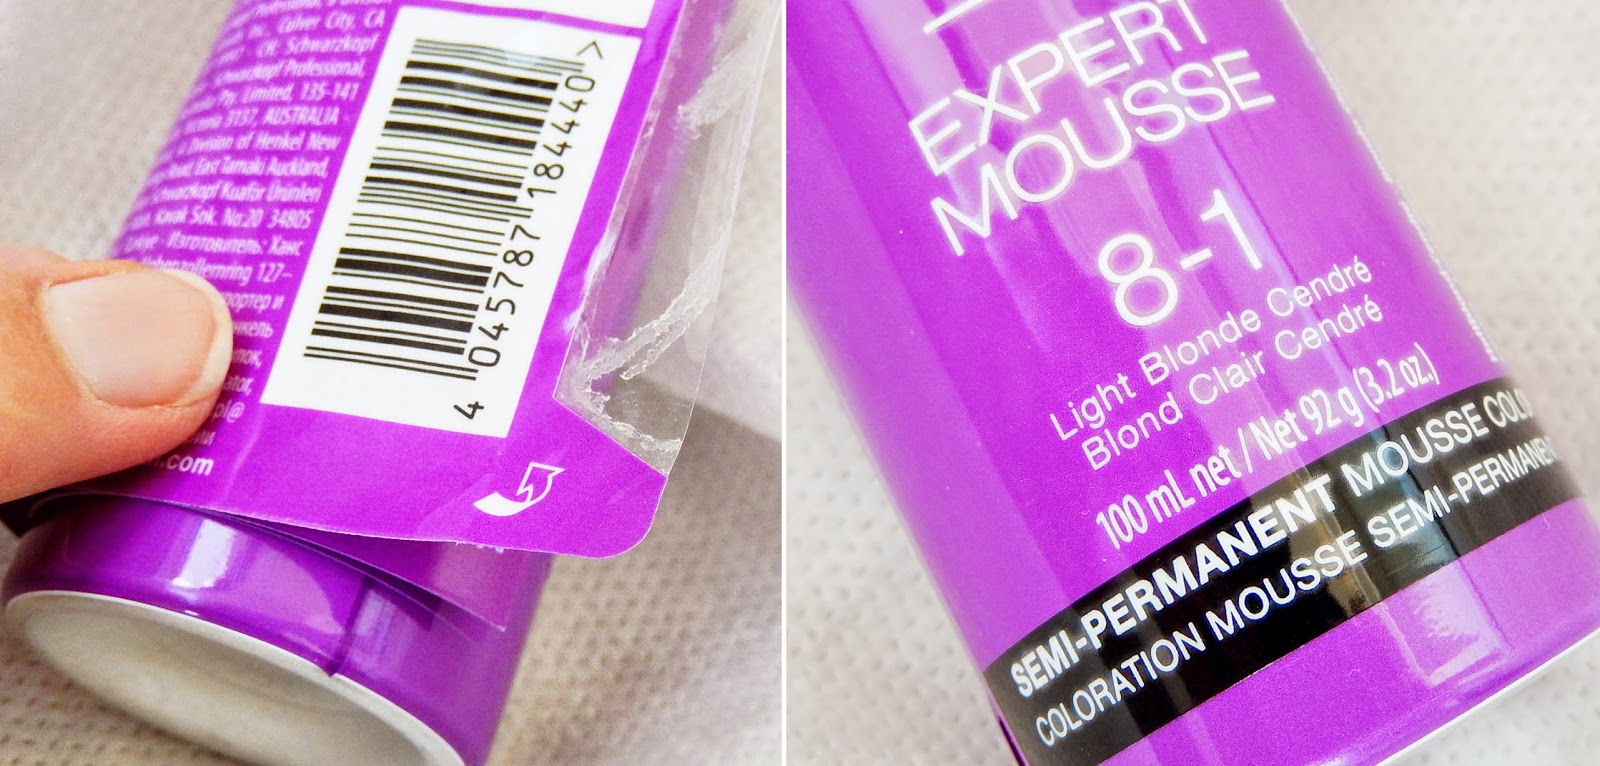 Culver City, CA
CH: Schwarzkopf
Schwarzkopf Professional,
Pty. Limited, 135-141
Victoria 3137, AUSTRALIA
a Division of Henkel New
Road, East Tamaki Auckland,
Schwarzkopf Kuaför Ürünleri
Kavak Sok. No:20 34805
Изготовитель: Ханс
Hohenzollernring 127-
и
.com
4 045787 184440 >
EXPERT
MOUSSE
8-1
Light Blonde Cendré
Blond Clair Cendré
100 mL net / Net 92 g (3.2 oz.)
SEMI-PERMANENT MOUSSE COLO
COLORATION MOUSSE SEMI-PERMANENT